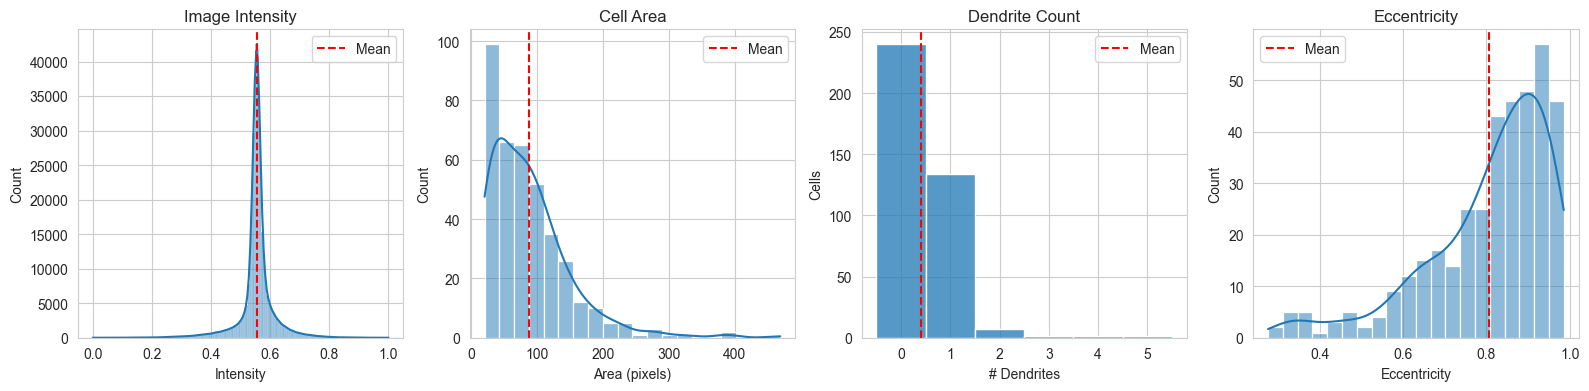 Image Intensity
Mean
40000
35000
30000
25000
20000
15000
10000
5000
0
Count
0.0 0.2 0.4 0.6 0.8 1.0
Intensity
Cell Area
Mean
100
80
60
40
20
0
Count
0 100 200 300 400
Area (pixels)
Dendrite Count
Mean
250
200
150
100
50
0
Cells
0 1 2 3 4 5
# Dendrites
Eccentricity
Mean
50
40
30
20
10
0
Count
0.4 0.6 0.8 1.0
Eccentricity